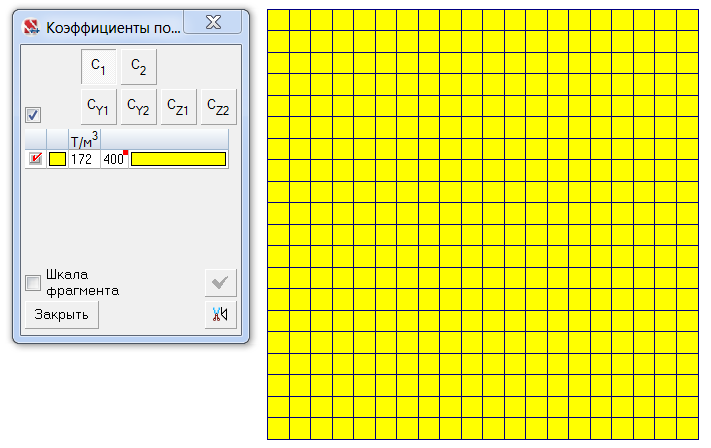 Коэффициенты по...
C1 C2
CY1 CY2 CZ1 CZ2
Т/м3
172 400
Шкала
фрагмента
Закрыть